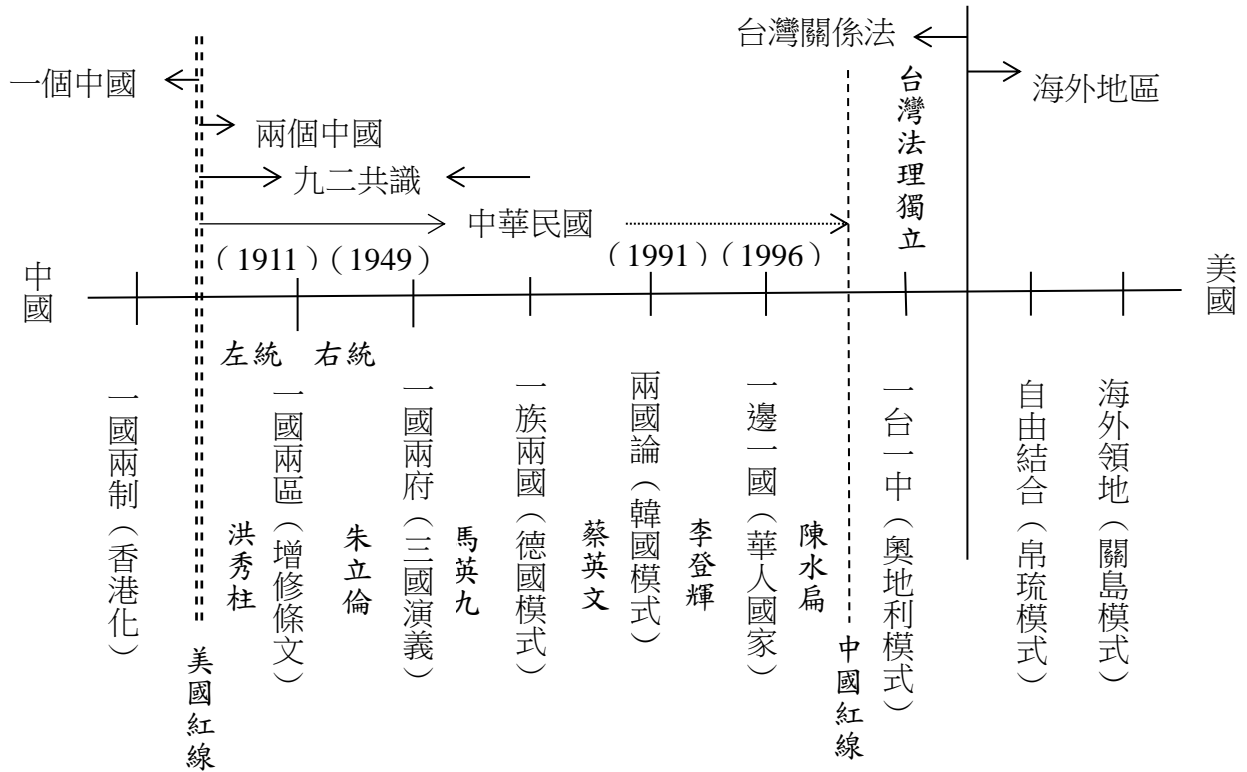 台灣關係法
一個中國
海外地區
兩個中國
九二共識
中華民國
台灣法理獨立
（1911）（1949）
（1991）（1996）
中國
美國
左統 右統
一國兩制（香港化）
美國紅線
洪秀柱
一國兩區（增修條文）
朱立倫
一國兩府（三國演義）
馬英九
一族兩國（德國模式）
蔡英文
兩國論（韓國模式）
李登輝
一邊一國（華人國家）
陳水扁
中國紅線
一台一中（奧地利模式）
自由結合（帛琉模式）
海外領地（關島模式）